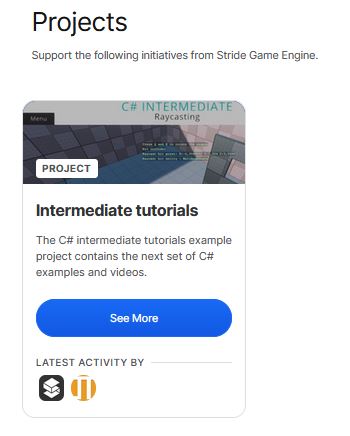 Projects
Support the following initiatives from Stride Game Engine.
C# INTERMEDIATE
Menu
Raycasting
PROJECT
Intermediate tutorials
The C# intermediate tutorials example
project contains the next set of C#
examples and videos.
See More
LATEST ACTIVITY BY